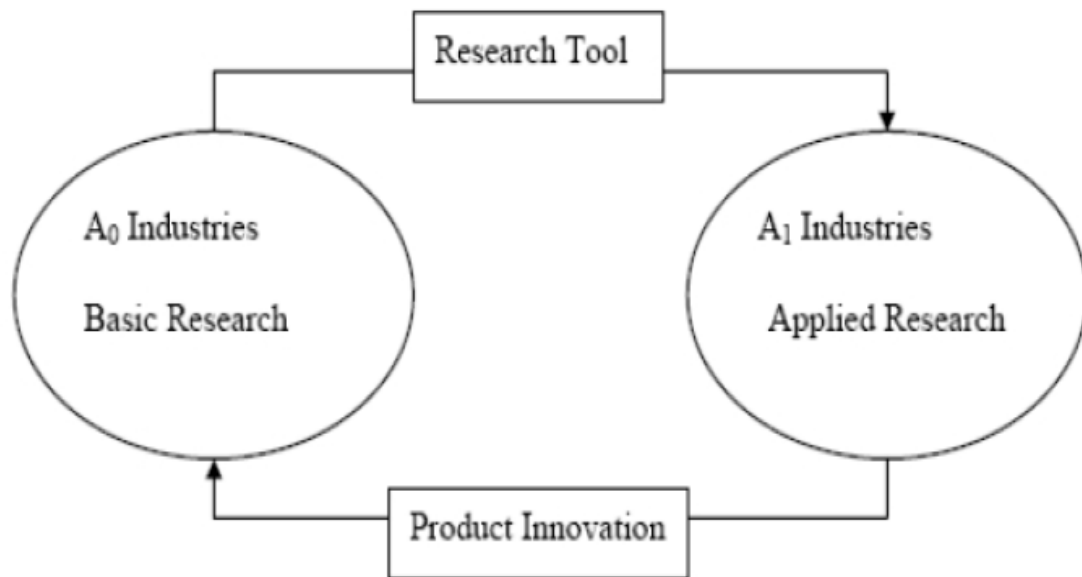 Research Tool
A₀ Industries
Basic Research
A₁ Industries
Applied Research
Product Innovation